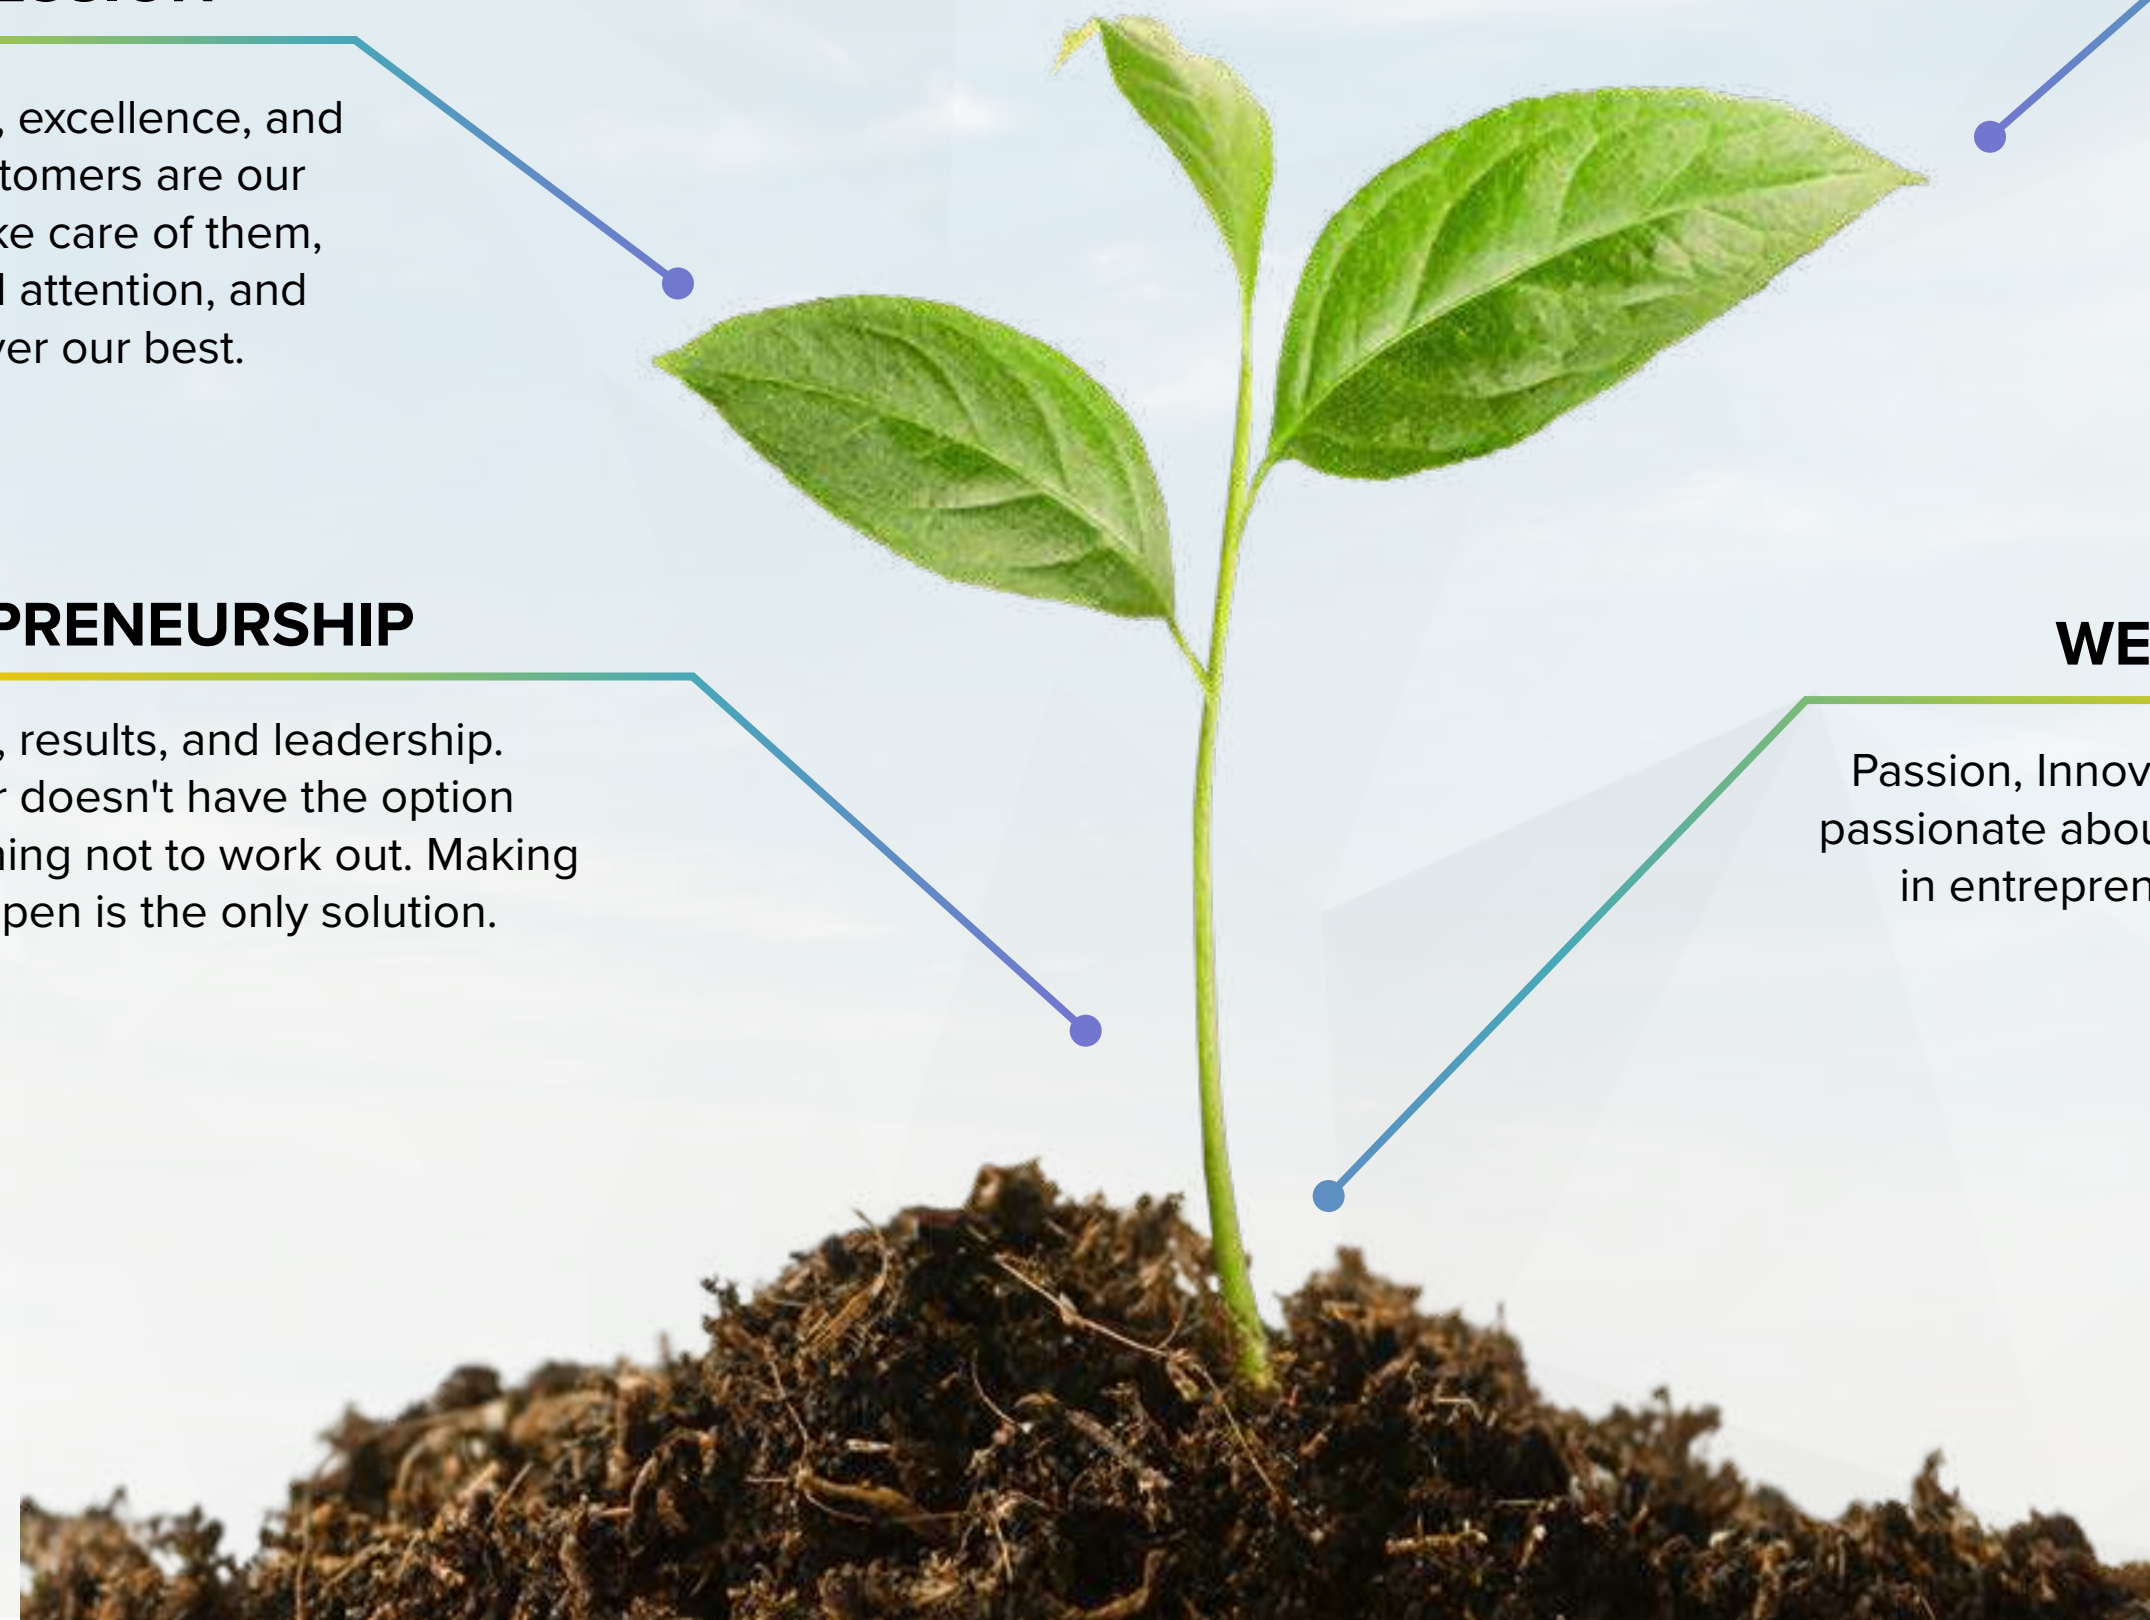 , excellence, and
tomers are our
ke care of them,
attention, and
er our best.
PRENEURSHIP
, results, and leadership.
doesn't have the option
ing not to work out. Making
pen is the only solution.
WE
Passion, Innov
passionate abou
in entrepren